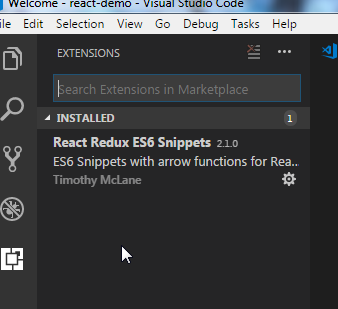 Welcome - react-demo - Visual Studio Code
File Edit Selection View Go Debug Tasks Help
EXTENSIONS
Search Extensions in Marketplace
INSTALLED 1
React Redux ES6 Snippets 2.1.0
ES6 Snippets with arrow functions for Rea...
Timothy McLane